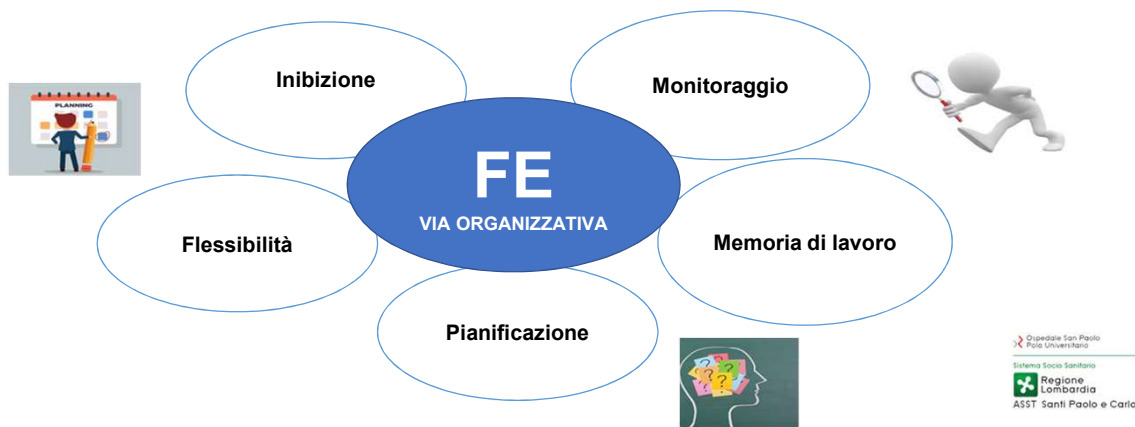 Inibizione
Monitoraggio
PLANNING
FE
VIA ORGANIZZATIVA
Flessibilità
Memoria di lavoro
Pianificazione
? ? ? ?
Ospedale San Paolo
Polo Universitario
Sistema Socio Sanitario
Regione
Lombardia
ASST Santi Paolo e Carlo